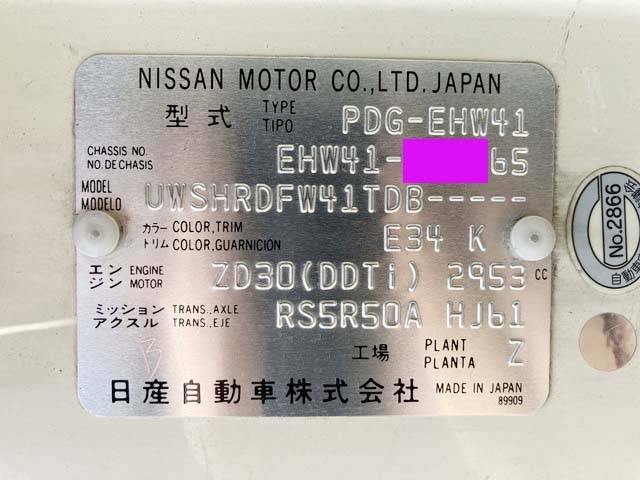 NISSAN MOTOR CO.,LTD.JAPAN
型式 TYPE TIPO PDG-EHW41
CHASSIS NO. NO.DE CHASIS EHW41- 65
MODEL MODELO UWSHRDFW41TDB-----
カラー COLOR,TRIM トリム COLOR,GUARNICION E34 K
エンジン ENGINE MOTOR ZD30(DDTi) 2953 CC
ミッション TRANS.,AXLE アクスル TRANS.,EJE RS5R50A HJ61
工場 PLANT PLANTA Z
日産自動車株式会社 MADE IN JAPAN
89909
No.2866